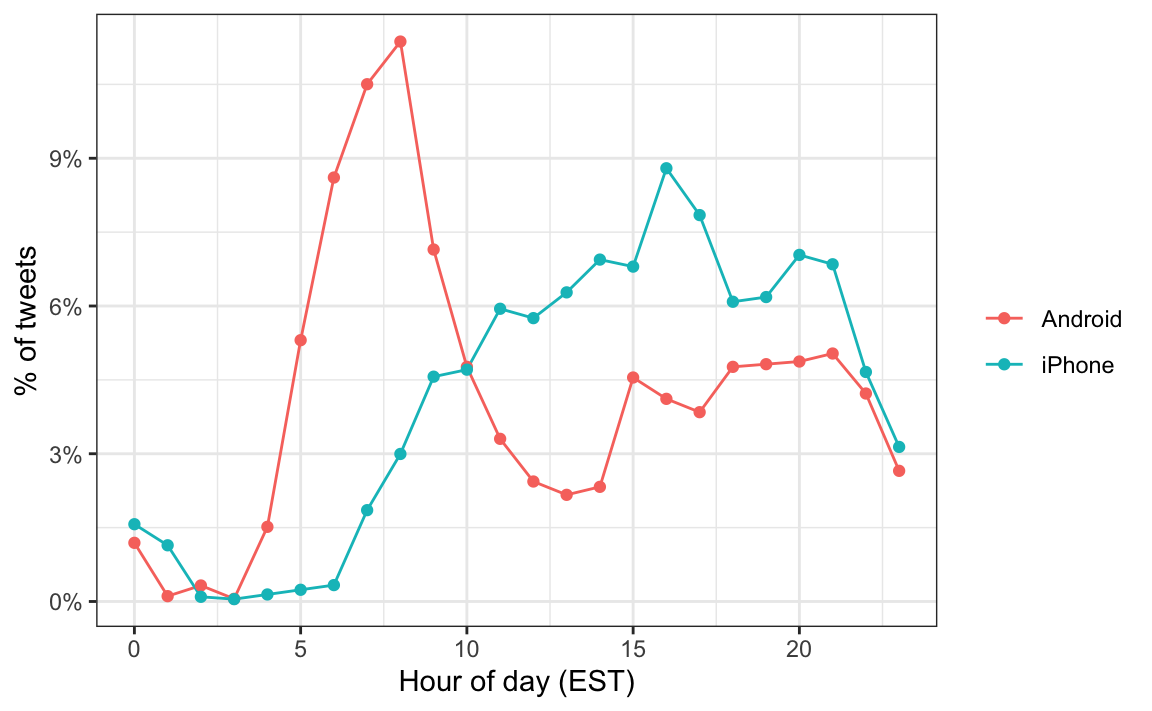 % of tweets
9%
6%
3%
0%
0 5 10 15 20
Hour of day (EST)
Android
iPhone